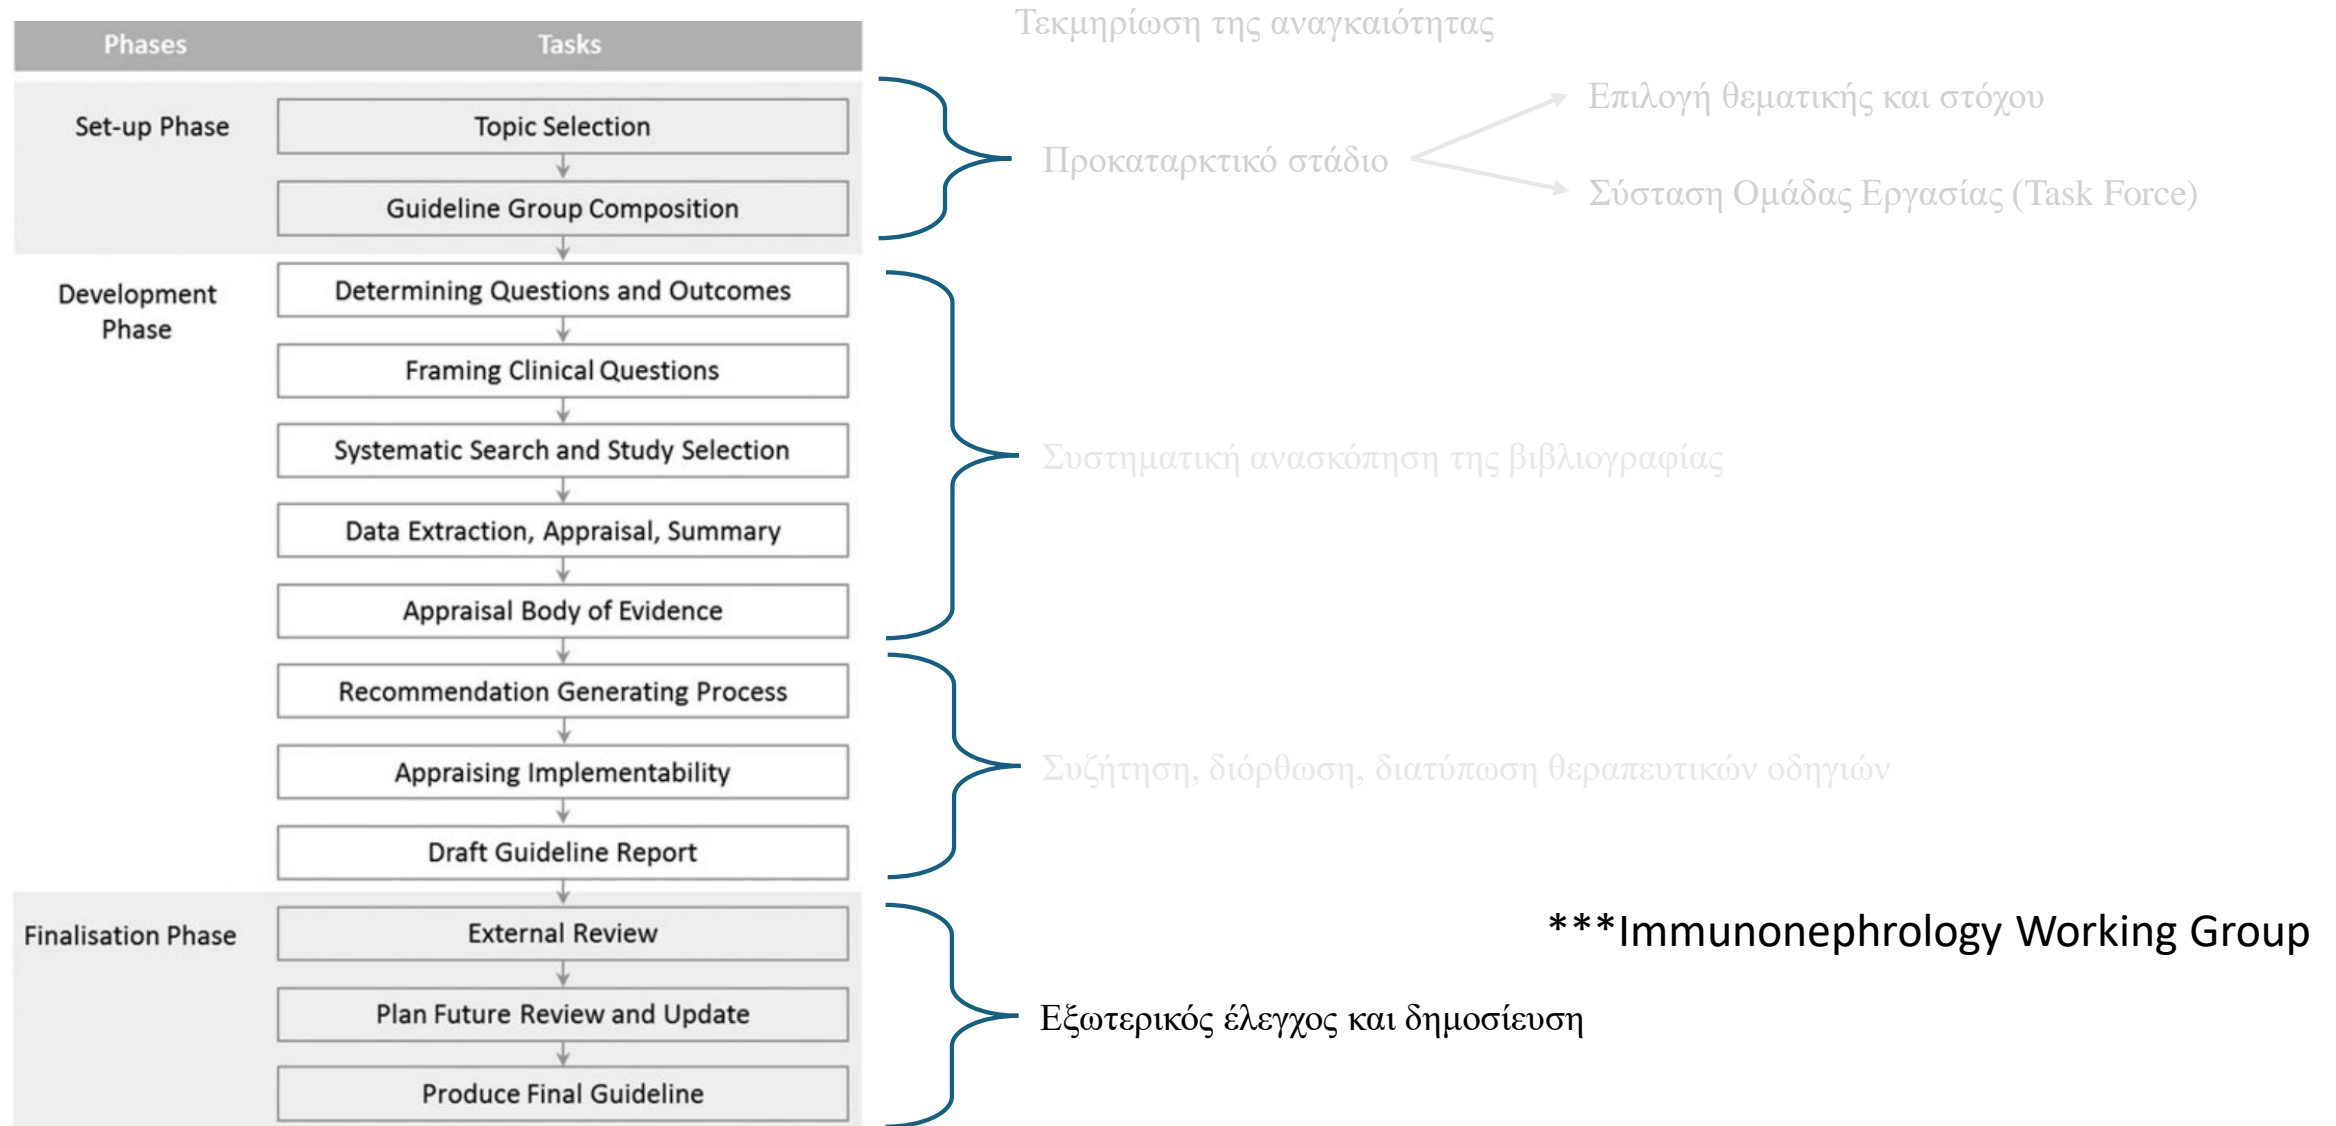 Phases Tasks
Set-up Phase
Topic Selection
Guideline Group Composition
Development
Phase
Determining Questions and Outcomes
Framing Clinical Questions
Systematic Search and Study Selection
Data Extraction, Appraisal, Summary
Appraisal Body of Evidence
Recommendation Generating Process
Appraising Implementability
Draft Guideline Report
Finalisation Phase
External Review
Plan Future Review and Update
Produce Final Guideline
Τεκμηρίωση της αναγκαιότητας
Προκαταρκτικό στάδιο
Επιλογή θεματικής και στόχου
Σύσταση Ομάδας Εργασίας (Task Force)
Συστηματική ανασκόπηση της βιβλιογραφίας
Συζήτηση, διόρθωση, διατύπωση θεραπευτικών οδηγιών
***Immunonephrology Working Group
Εξωτερικός έλεγχος και δημοσίευση